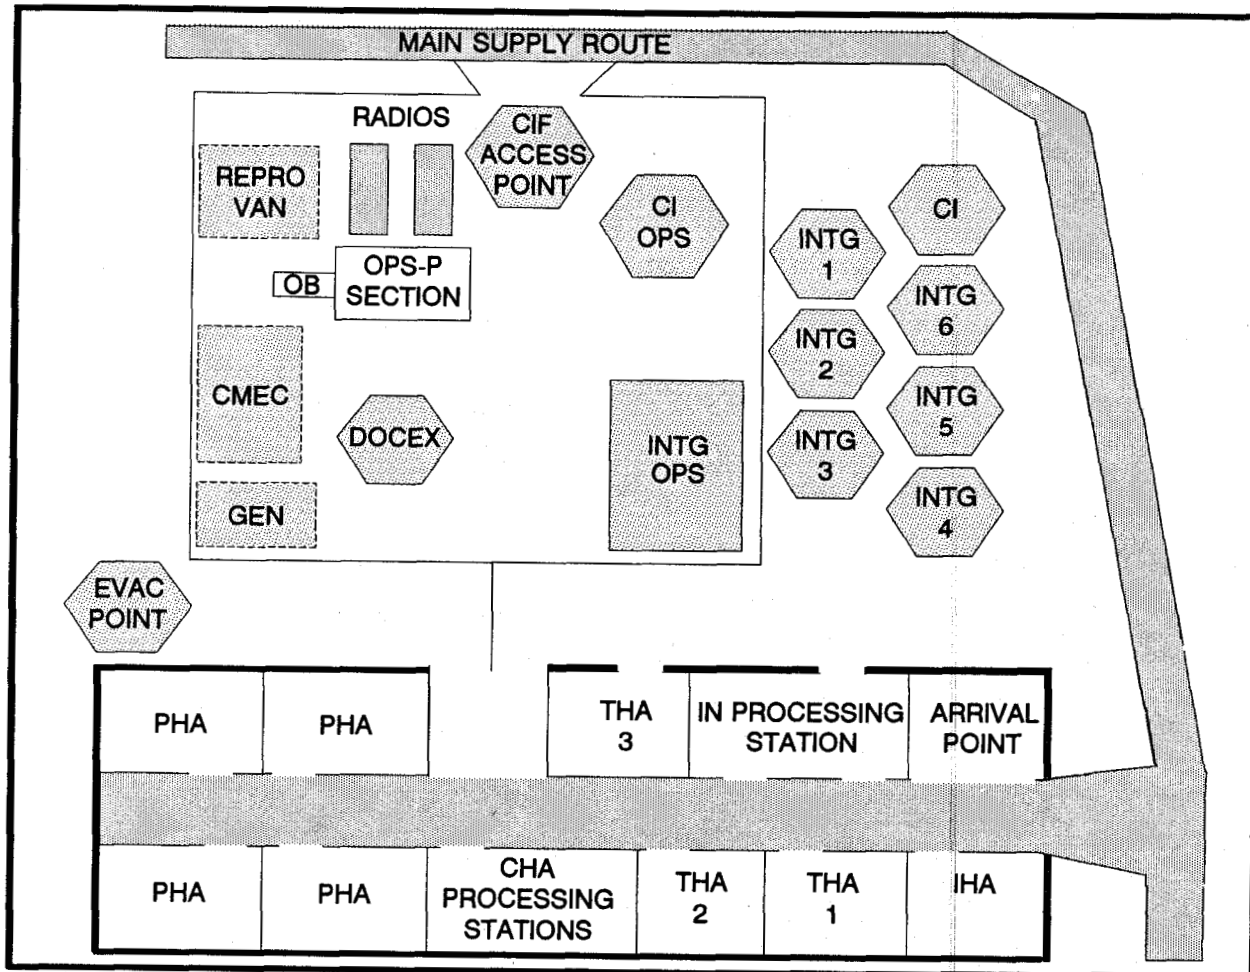 MAIN SUPPLY ROUTE
RADIOS
CIF
ACCESS
POINT
REPRO
VAN
CI
OPS
CI
INTG
1
OPS-P
SECTION
OB
INTG
6
INTG
2
CMEC
DOCEX
INTG
OPS
INTG
5
INTG
3
GEN
INTG
4
EVAC
POINT
PHA
PHA
THA
3
IN PROCESSING
STATION
ARRIVAL
POINT
PHA
PHA
CHA
PROCESSING
STATIONS
THA
2
THA
1
IHA